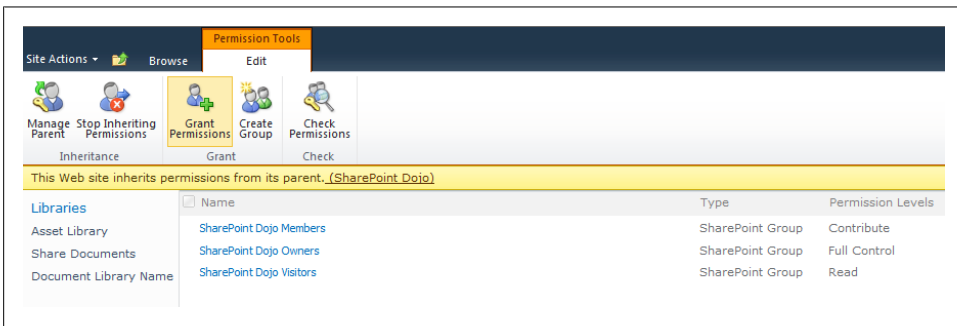 Permission Tools
Site Actions Browse Edit
Manage Parent Stop Inheriting Permissions Grant Permissions Create Group Check Permissions
Inheritance Grant Check
This Web site inherits permissions from its parent. (SharePoint Dojo)
Libraries
Asset Library
Share Documents
Document Library Name
Name Type Permission Levels
SharePoint Dojo Members SharePoint Group Contribute
SharePoint Dojo Owners SharePoint Group Full Control
SharePoint Dojo Visitors SharePoint Group Read